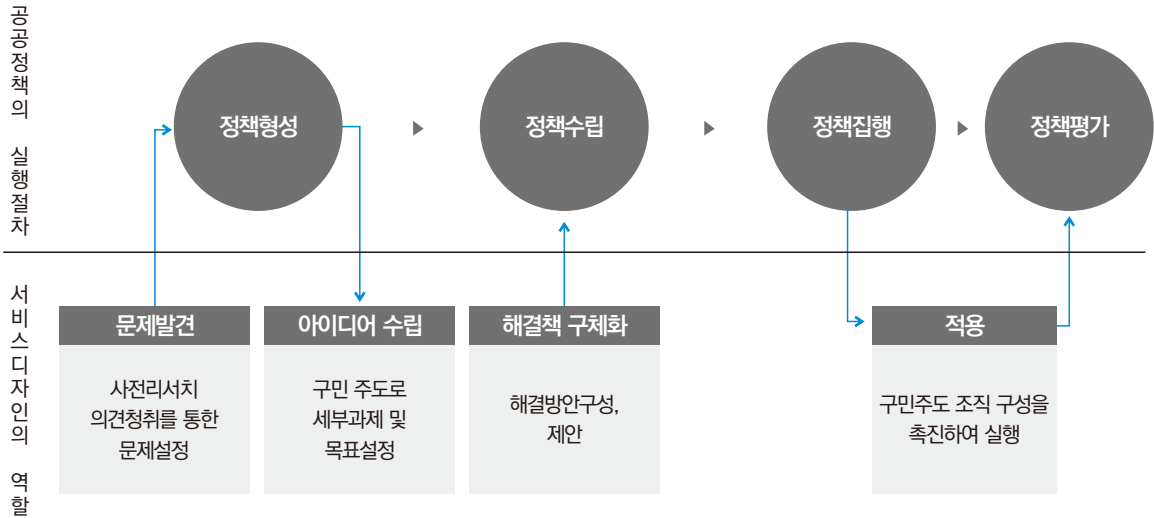 공공정책의 실행절차
정책형성
정책수립
정책집행
정책평가
서비스디자인의 역할
문제발견
사전리서치
의견청취를 통한
문제설정
아이디어 수립
구민 주도로
세부과제 및
목표설정
해결책 구체화
해결방안구성,
제안
적용
구민주도 조직 구성을
촉진하여 실행